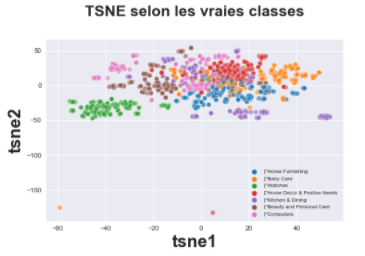 TSNE selon les vraies classes
50
0
−50
−100
−150
−60 −40 −20 0 20 40
tsne2
tsne1
["Home Furnishing
["Baby Care
["Watches
["Home Decor & Festive Needs
["Kitchen & Dining
["Beauty and Personal Care
["Computers